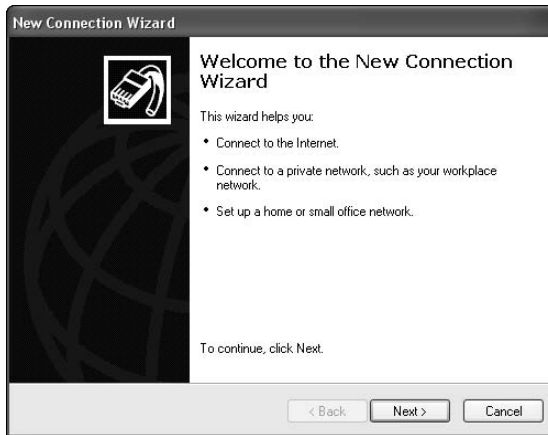 New Connection Wizard
Welcome to the New Connection
Wizard
This wizard helps you:
• Connect to the Internet.
• Connect to a private network, such as your workplace
network.
• Set up a home or small office network.
To continue, click Next.
< Back Next > Cancel